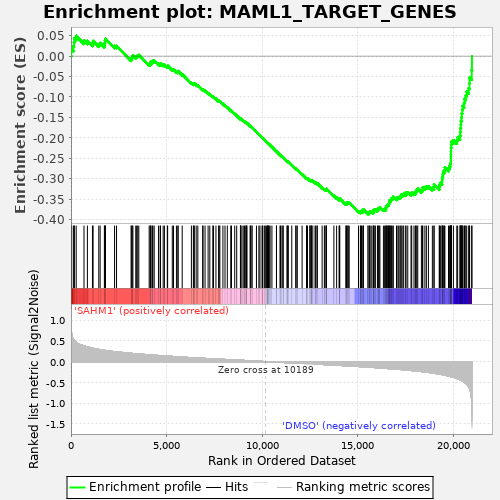 Enrichment plot: MAML1_TARGET_GENES
Enrichment score (ES)
0.05
0.00
-0.05
-0.10
-0.15
-0.20
-0.25
-0.30
-0.35
-0.40
'SAHM1' (positively correlated)
Ranked list metric (Signal2Noise)
1.0
0.5
0.0
-0.5
-1.0
-1.5
Zero cross at 10189
'DMSO' (negatively correlated)
0
5,000
10,000
15,000
20,000
Rank in Ordered Dataset
Enrichment profile
Hits
Ranking metric scores